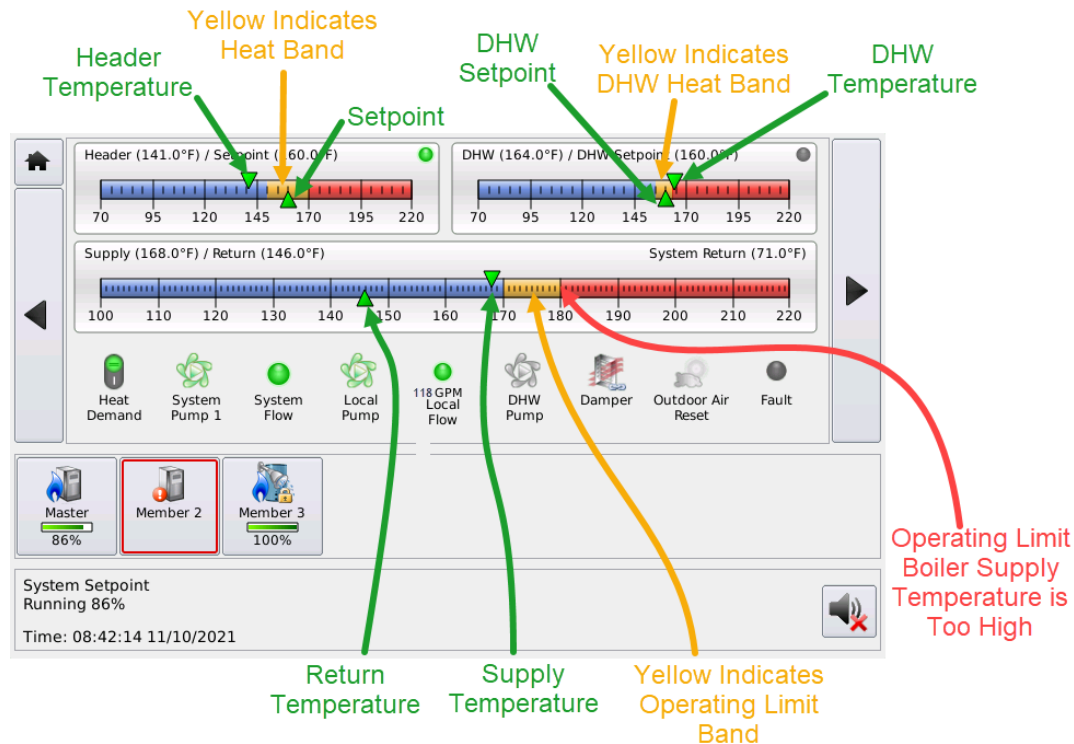 Yellow Indicates
Heat Band
Header
Temperature
Setpoint
DHW
Setpoint
Yellow Indicates
DHW Heat Band
DHW
Temperature
Header (141.0°F) / Setpoint (160.0°F)
70 95 120 145 170 195 220
DHW (164.0°F) / DHW Setpoint (160.0°F)
70 95 120 145 170 195 220
Supply (168.0°F) / Return (146.0°F) System Return (71.0°F)
100 110 120 130 140 150 160 170 180 190 200 210 220
Heat
Demand
System
Pump 1
System
Flow
Local
Pump
118 GPM
Local
Flow
DHW
Pump
Damper
Outdoor Air
Reset
Fault
Master
86%
Member 2
Member 3
100%
System Setpoint
Running 86%
Time: 08:42:14 11/10/2021
Operating Limit
Boiler Supply
Temperature is
Too High
Return
Temperature
Supply
Temperature
Yellow Indicates
Operating Limit
Band